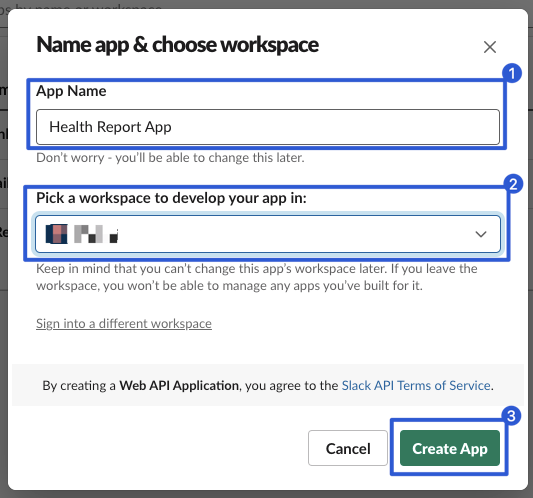 Name app & choose workspace
1
App Name
Health Report App
Don't worry - you'll be able to change this later.
2
Pick a workspace to develop your app in:
Keep in mind that you can't change this app's workspace later. If you leave the
workspace, you won't be able to manage any apps you've built for it.
Sign into a different workspace
By creating a Web API Application, you agree to the Slack API Terms of Service.
3
Cancel
Create App